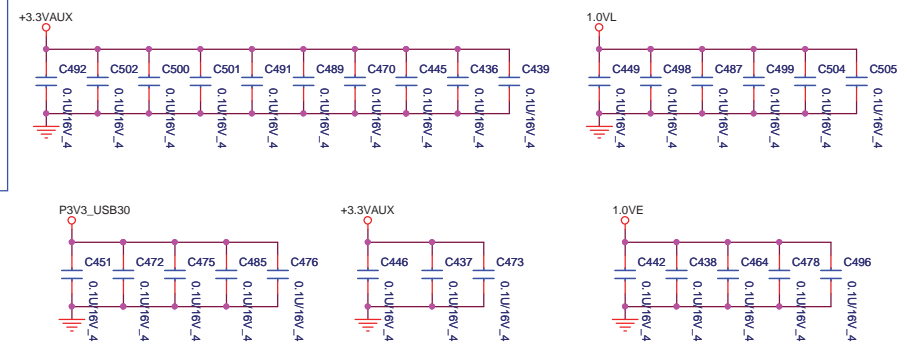 +3.3VAUX
C492 C502 C500 C501 C491 C489 C470 C445 C436 C439
0.1U/16V_4 0.1U/16V_4 0.1U/16V_4 0.1U/16V_4 0.1U/16V_4 0.1U/16V_4 0.1U/16V_4 0.1U/16V_4 0.1U/16V_4 0.1U/16V_4
1.0VL
C449 C498 C487 C499 C504 C505
0.1U/16V_4 0.1U/16V_4 0.1U/16V_4 0.1U/16V_4 0.1U/16V_4 0.1U/16V_4
P3V3_USB30
C451 C472 C475 C485 C476
0.1U/16V_4 0.1U/16V_4 0.1U/16V_4 0.1U/16V_4 0.1U/16V_4
+3.3VAUX
C446 C437 C473
0.1U/16V_4 0.1U/16V_4 0.1U/16V_4
1.0VE
C442 C438 C464 C478 C496
0.1U/16V_4 0.1U/16V_4 0.1U/16V_4 0.1U/16V_4 0.1U/16V_4